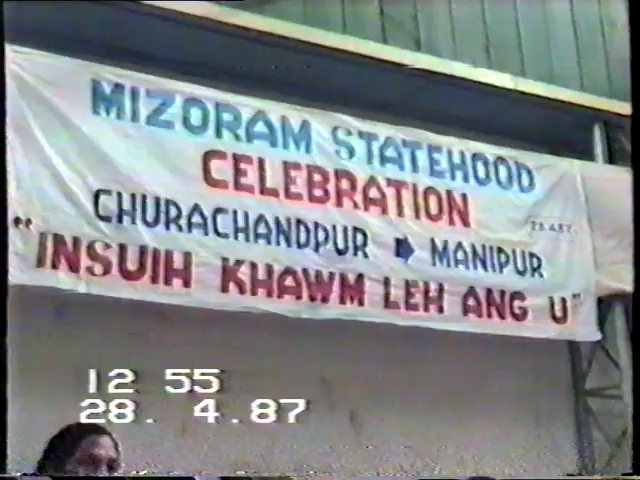 MIZORAM STATEHOOD
CELEBRATION
CHURACHANDPUR ➡ MANIPUR
"INSUIH KHAWM LEH ANG U"
12 55
28. 4.87